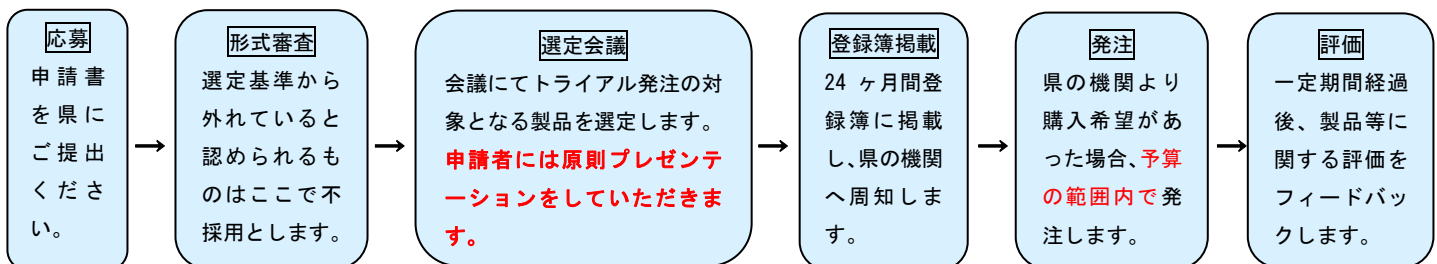 応募
申請書
を県に
ご提出
くださ
い。
形式審査
選定基準から
外れていると
認められるも
のはここで不
採用とします。
選定会議
会議にてトライアル発注の対
象となる製品を選定します。
申請者には原則プレゼンテ
ーションをしていただきま
す。
登録簿掲載
24 ヶ月間登
録簿に掲載
し、県の機関
へ周知しま
す。
発注
県の機関より
購入希望があ
った場合、予算
の範囲内で発
注します。
評価
一定期間経過
後、製品等に
関する評価を
フィードバッ
クします。